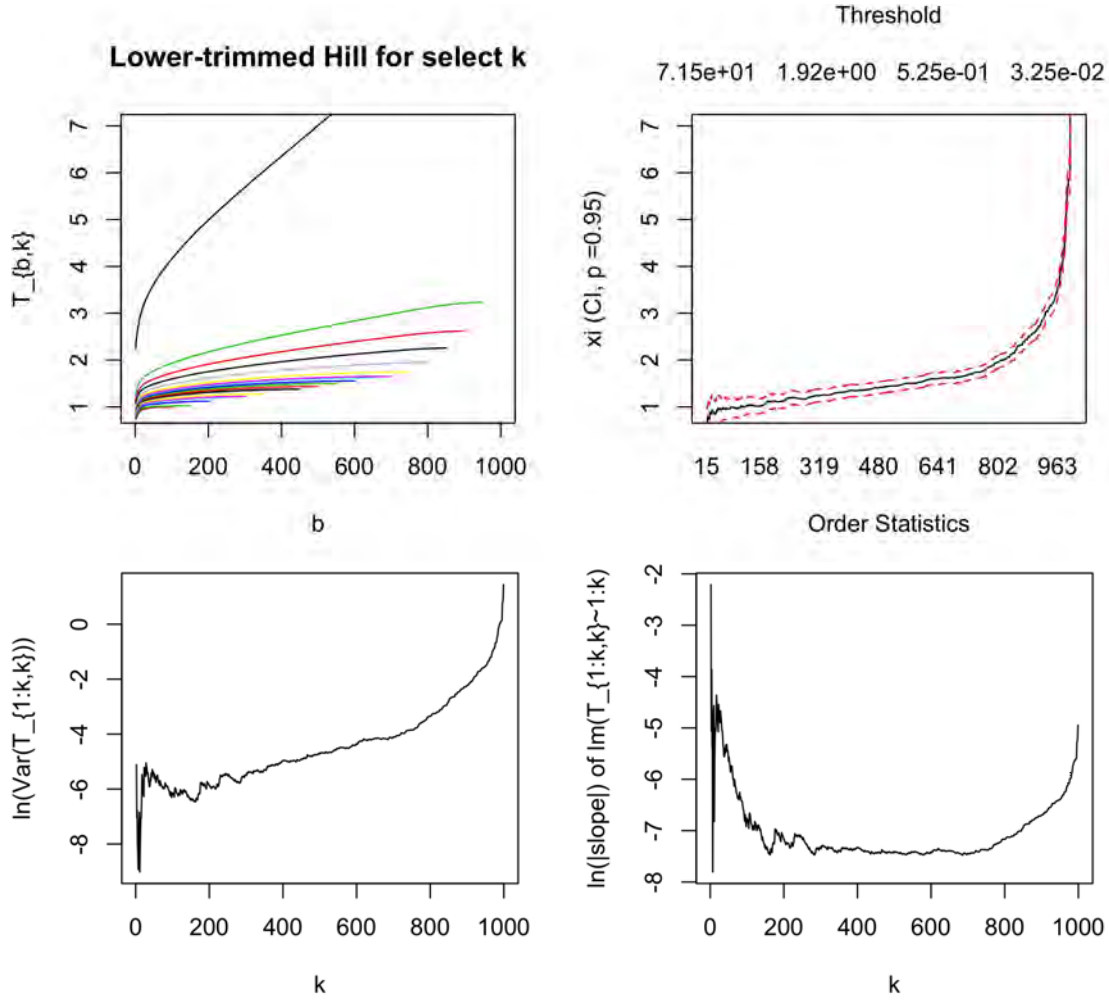 Lower-trimmed Hill for select k
T_{b,k}
7
6
5
4
3
2
1
0 200 400 600 800 1000
b
Threshold
7.15e+01 1.92e+00 5.25e-01 3.25e-02
xi (CI, p =0.95)
7
6
5
4
3
2
1
15 158 319 480 641 802 963
Order Statistics
ln(Var(T_{1:k,k}))
0
-2
-4
-6
-8
0 200 400 600 800 1000
k
ln(|slope|) of lm(T_{1:k,k}~1:k)
-2
-3
-4
-5
-6
-7
-8
0 200 400 600 800 1000
k